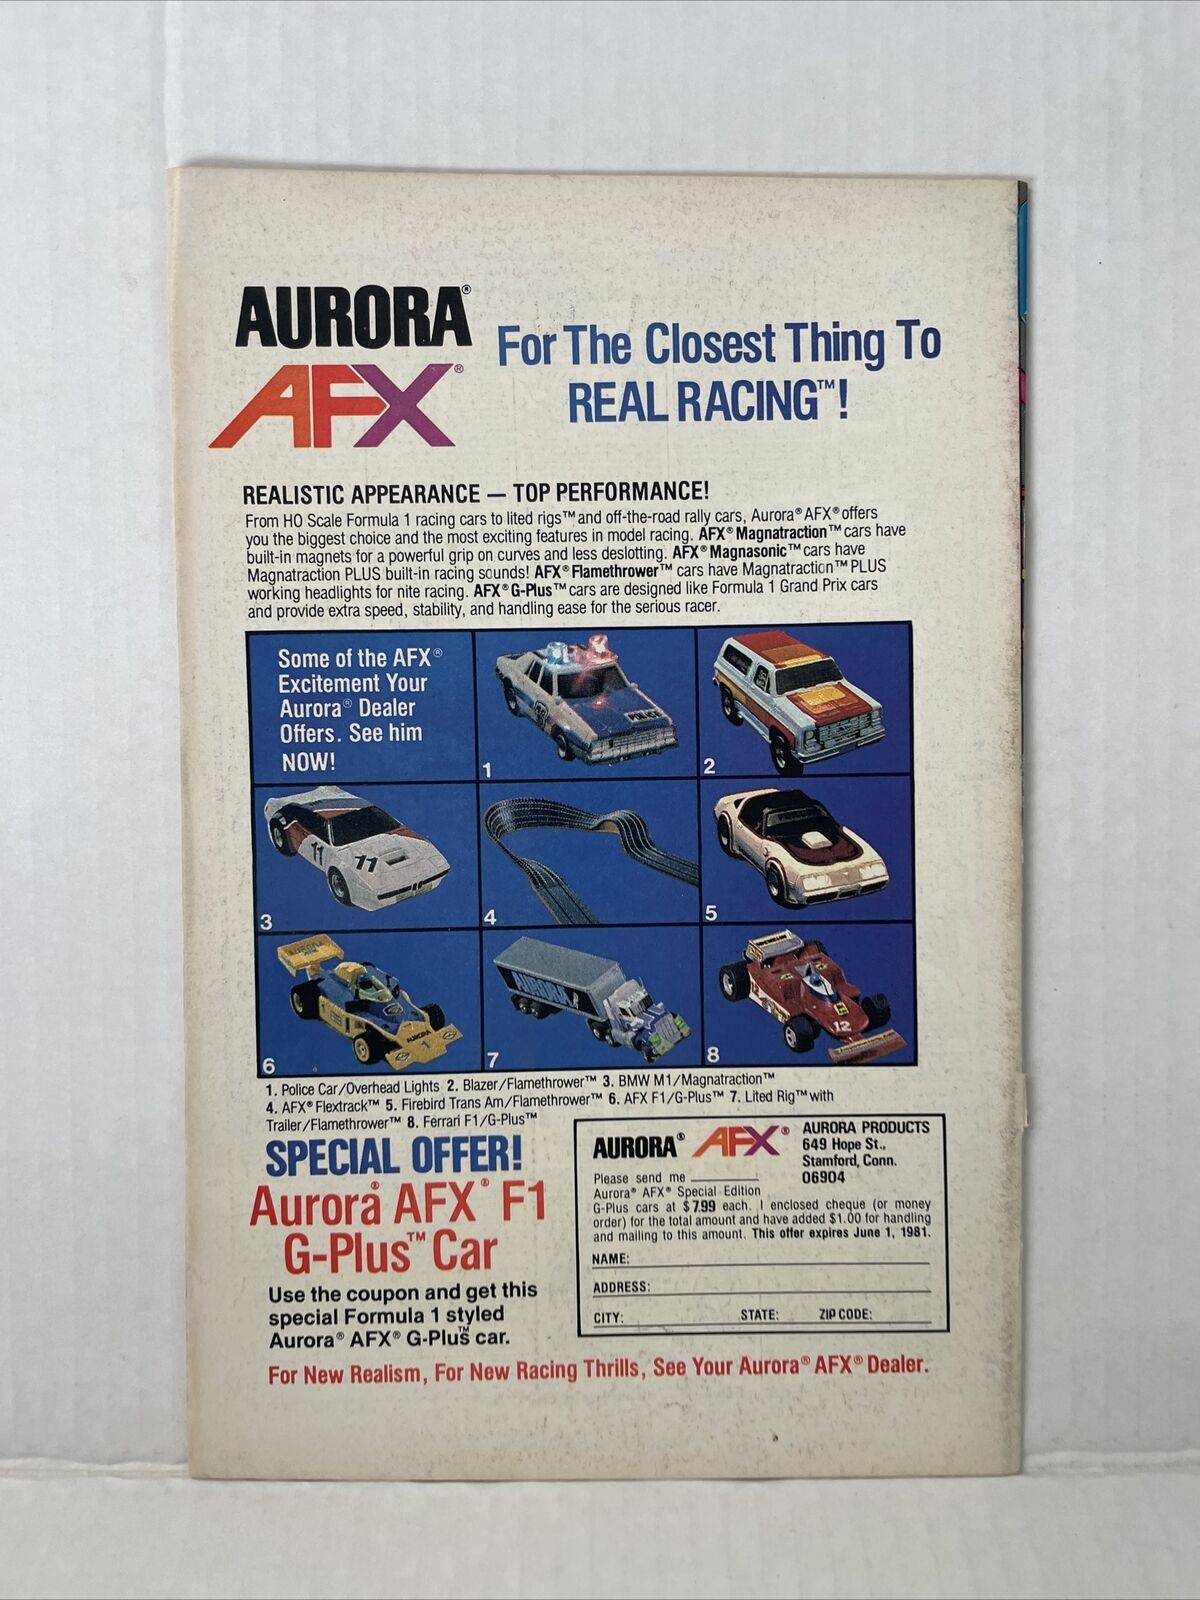 AURORA®
AFX®
For The Closest Thing To
REAL RACING™!
REALISTIC APPEARANCE — TOP PERFORMANCE!
From HO Scale Formula 1 racing cars to lited rigs™ and off-the-road rally cars, Aurora® AFX® offers
you the biggest choice and the most exciting features in model racing. AFX® Magnatraction™ cars have
built-in magnets for a powerful grip on curves and less deslotting. AFX® Magnasonic™ cars have
Magnatraction PLUS built-in racing sounds! AFX® Flamethrower™ cars have Magnatraction™ PLUS
working headlights for nite racing. AFX® G-Plus™ cars are designed like Formula 1 Grand Prix cars
and provide extra speed, stability, and handling ease for the serious racer.
Some of the AFX®
Excitement Your
Aurora® Dealer
Offers. See him
NOW!
POLICE
1
2
11
11
3
4
5
AURORA
AURORA
1
6
AURORA
7
12
8
1. Police Car/Overhead Lights 2. Blazer/Flamethrower™ 3. BMW M1/Magnatraction™
4. AFX® Flextrack™ 5. Firebird Trans Am/Flamethrower™ 6. AFX F1/G-Plus™ 7. Lited Rig™ with
Trailer/Flamethrower™ 8. Ferrari F1/G-Plus™
SPECIAL OFFER!
Aurora® AFX® F1
G-Plus™ Car
Use the coupon and get this
special Formula 1 styled
Aurora® AFX® G-Plus™ car.
AURORA® AFX®
AURORA PRODUCTS
649 Hope St.,
Stamford, Conn.
06904
Please send me
Aurora® AFX® Special Edition
G-Plus cars at $7.99 each. I enclosed cheque (or money
order) for the total amount and have added $1.00 for handling
and mailing to this amount. This offer expires June 1, 1981.
NAME:
ADDRESS:
CITY: STATE: ZIP CODE:
For New Realism, For New Racing Thrills, See Your Aurora® AFX® Dealer.